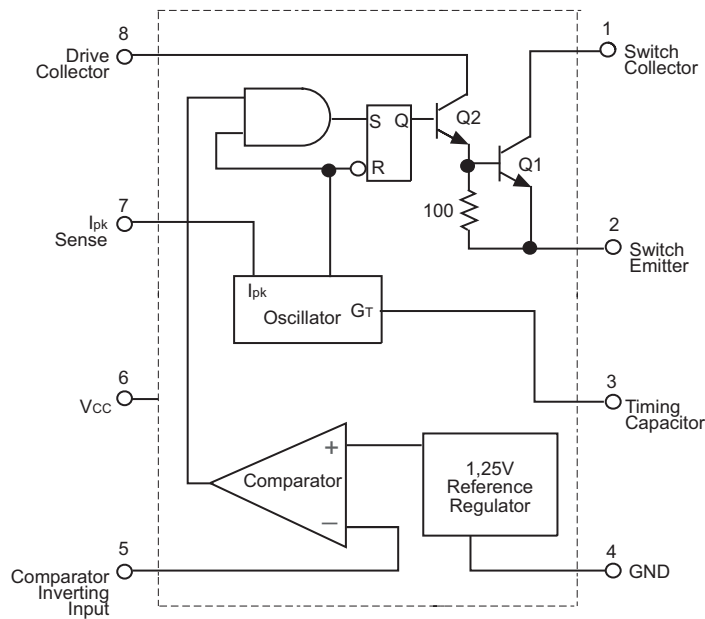 8
Drive
Collector
1
Switch
Collector
S Q
R
Q2
Q1
100
7
Ipk
Sense
2
Switch
Emitter
Ipk
Oscillator
GT
6
VCC
3
Timing
Capacitor
+
Comparator
−
1,25V
Reference
Regulator
5
Comparator
Inverting
Input
4
GND